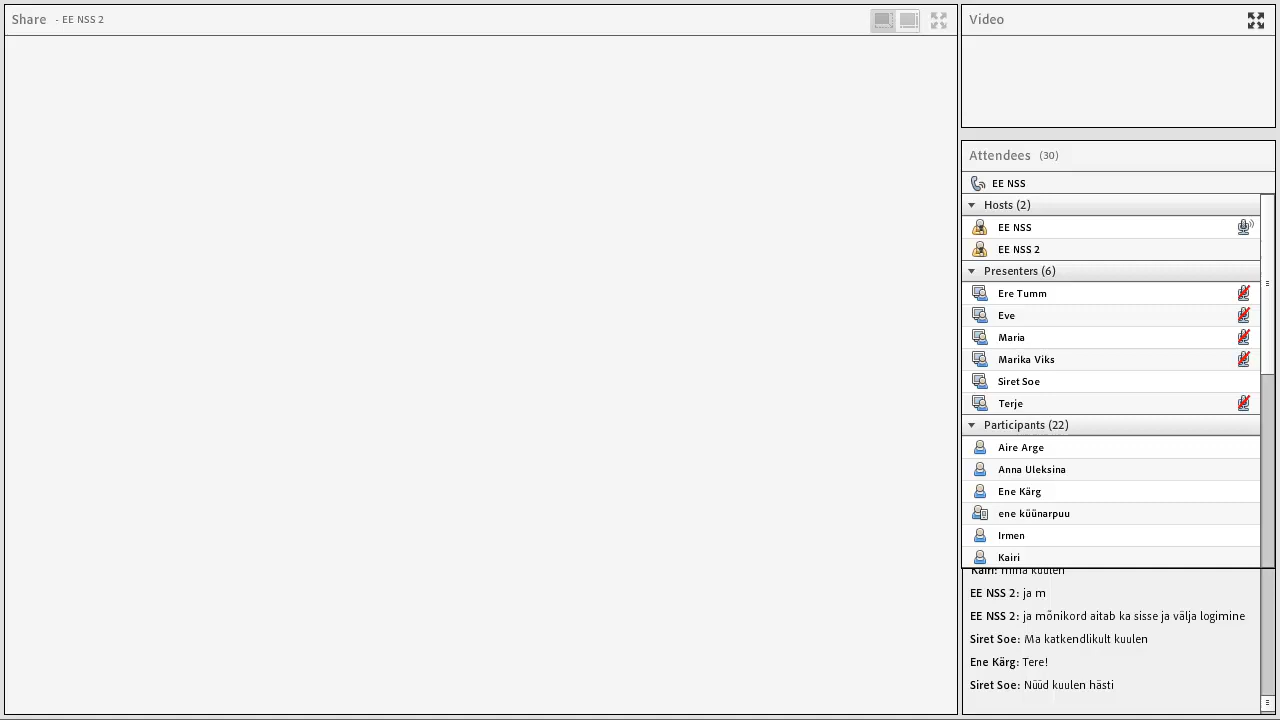 Share - EE NSS 2
Video
Attendees (30)
EE NSS
Hosts (2)
EE NSS
EE NSS 2
Presenters (6)
Ere Tumm
Eve
Maria
Marika Viks
Siret Soe
Terje
Participants (22)
Aire Arge
Anna Uleksina
Ene Kärg
ene küünarpuu
Irmen
Kairi
Kairi: mina kuulen
EE NSS 2: ja m
EE NSS 2: ja mõnikord aitab ka sisse ja välja logimine
Siret Soe: Ma katkendlikult kuulen
Ene Kärg: Tere!
Siret Soe: Nüüd kuulen hästi